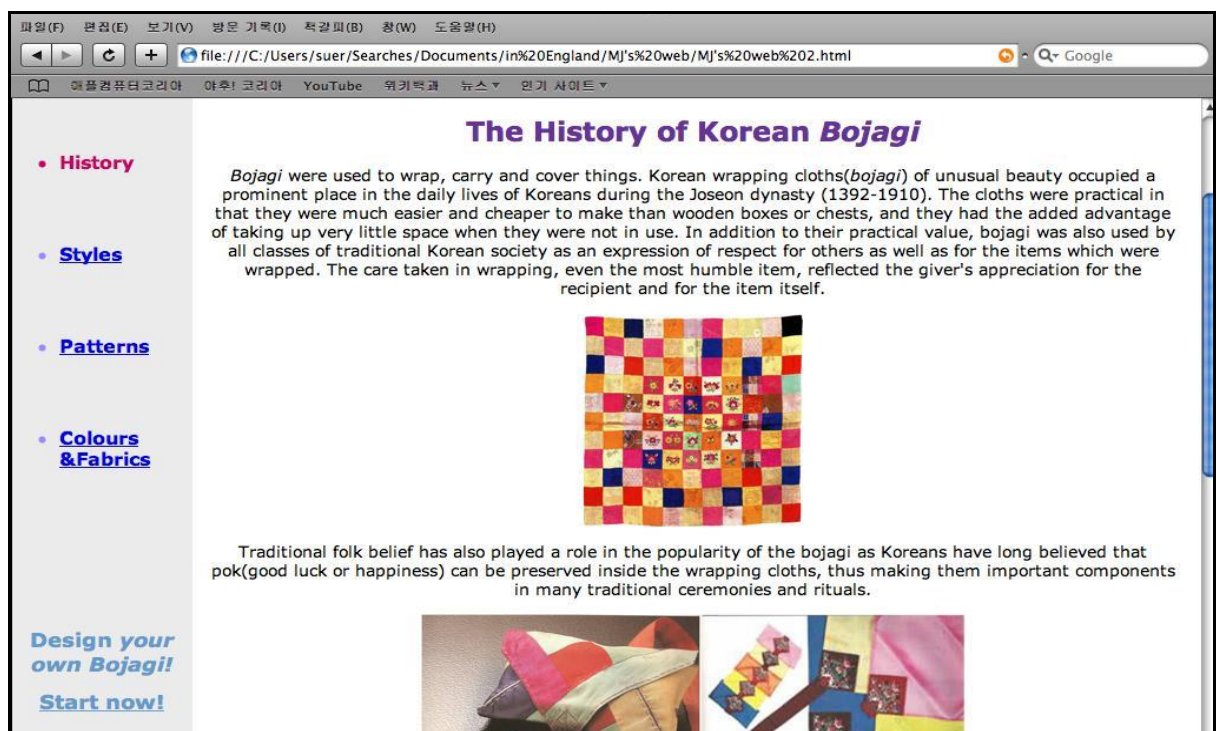 파일(F) 편집(E) 보기(V) 방문 기록(I) 책갈피(B) 창(W) 도움말(H)
file:///C:/Users/suer/Searches/Documents/in%20England/MJ's%20web/MJ's%20web%202.html
Google
애플컴퓨터코리아 야후! 코리아 YouTube 위키백과 뉴스 인기 사이트
History
Styles
Patterns
Colours
&Fabrics
Design your
own Bojagi!
Start now!
The History of Korean Bojagi
Bojagi were used to wrap, carry and cover things. Korean wrapping cloths(bojagi) of unusual beauty occupied a
prominent place in the daily lives of Koreans during the Joseon dynasty (1392-1910). The cloths were practical in
that they were much easier and cheaper to make than wooden boxes or chests, and they had the added advantage
of taking up very little space when they were not in use. In addition to their practical value, bojagi was also used by
all classes of traditional Korean society as an expression of respect for others as well as for the items which were
wrapped. The care taken in wrapping, even the most humble item, reflected the giver's appreciation for the
recipient and for the item itself.
Traditional folk belief has also played a role in the popularity of the bojagi as Koreans have long believed that
pok(good luck or happiness) can be preserved inside the wrapping cloths, thus making them important components
in many traditional ceremonies and rituals.